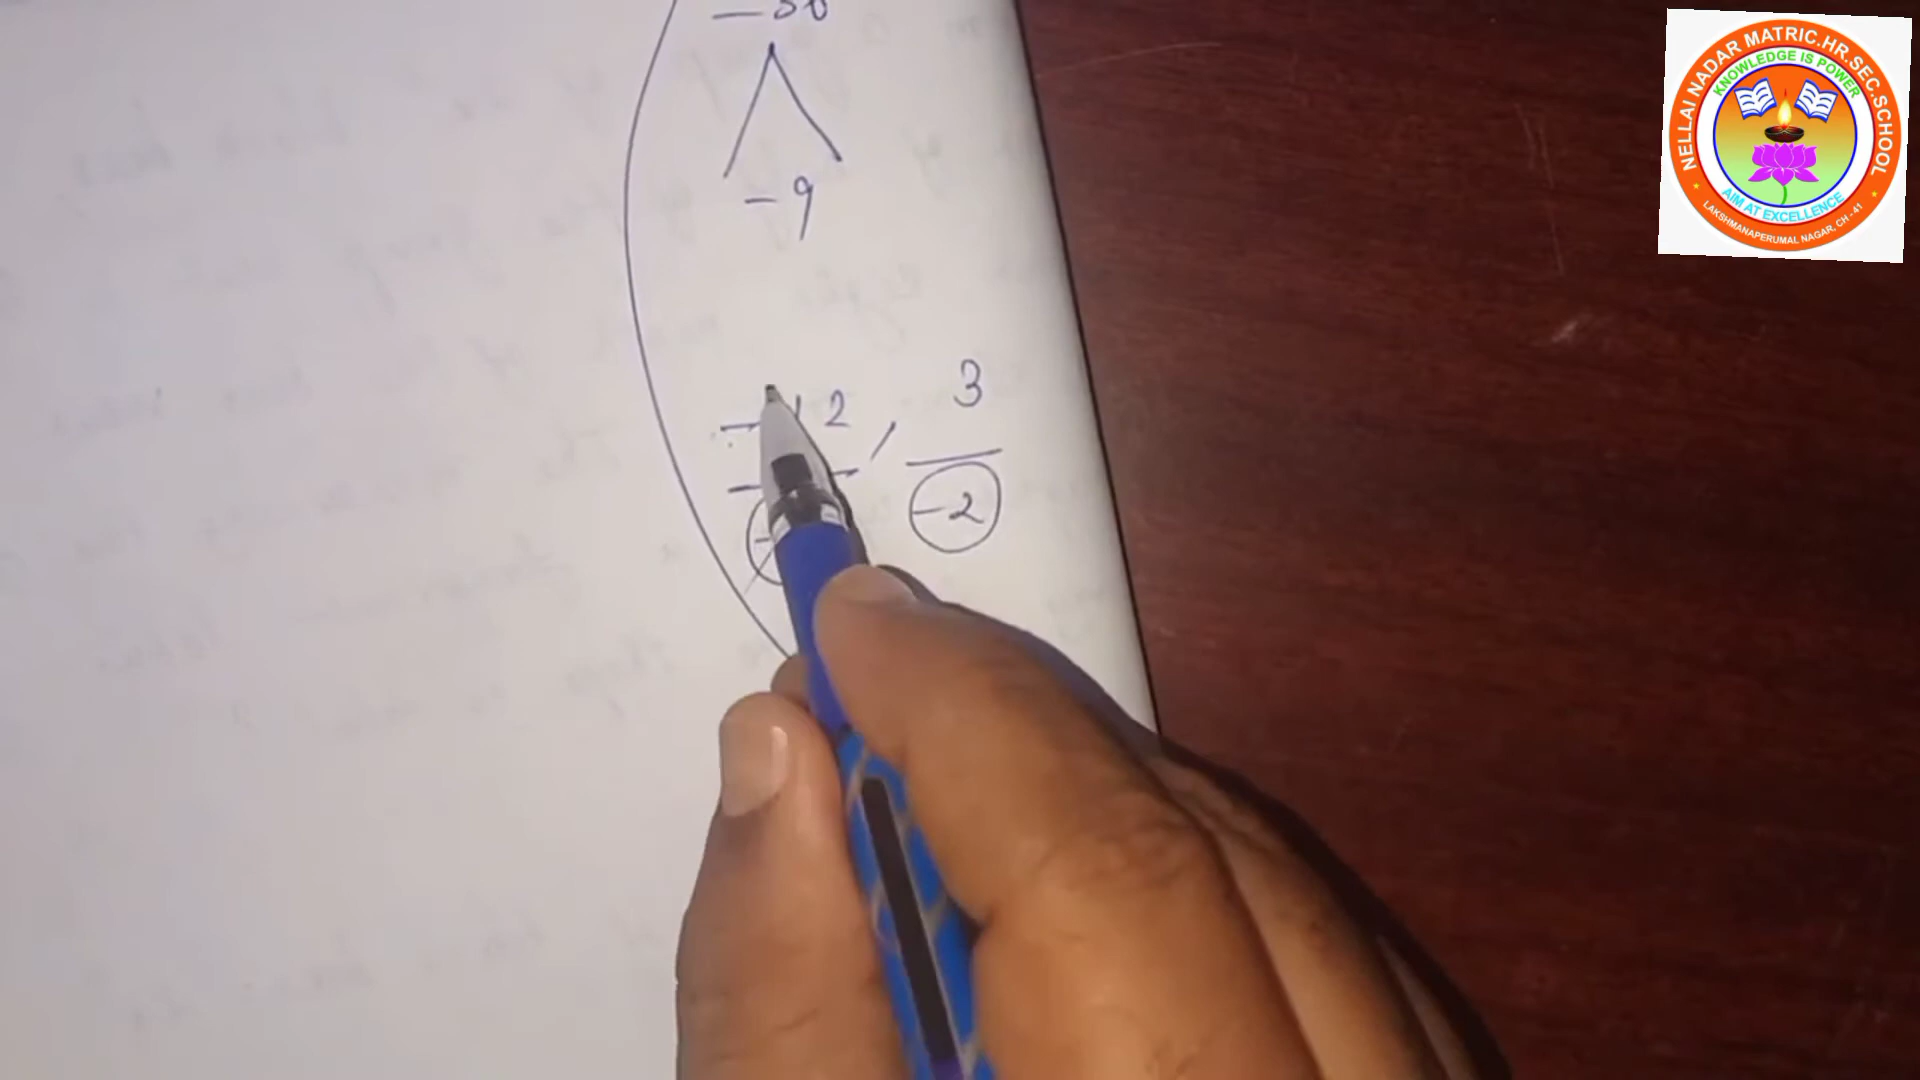 -36
-9
-12 , 3
-2
NELLAI NADAR MATRIC.HR.SEC.SCHOOL
KNOWLEDGE IS POWER
AIM AT EXCELLENCE
LAKSHMANAPERUMAL NAGAR, CH - 41